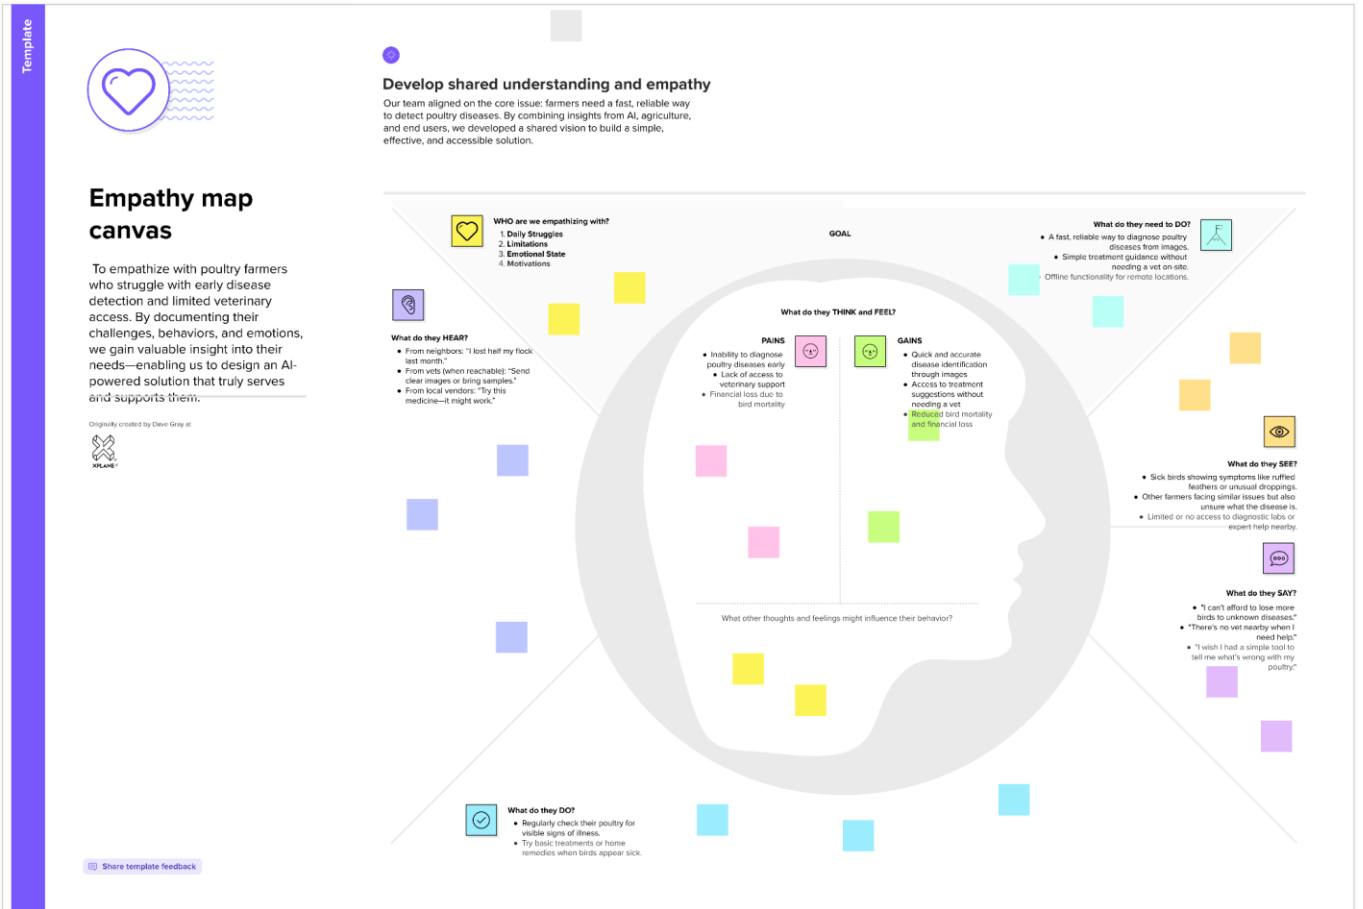 Template
Develop shared understanding and empathy
Our team aligned on the core issue: farmers need a fast, reliable way
to detect poultry diseases. By combining insights from AI, agriculture,
and end users, we developed a shared vision to build a simple,
effective, and accessible solution.
Empathy map
canvas
To empathize with poultry farmers
who struggle with early disease
detection and limited veterinary
access. By documenting their
challenges, behaviors, and emotions,
we gain valuable insight into their
needs—enabling us to design an AI-
powered solution that truly serves
and supports them.
Originally created by Dave Gray at
XPLANE
WHO are we empathizing with?
1. Daily Struggles
2. Limitations
3. Emotional State
4. Motivations
GOAL
What do they need to DO?
• A fast, reliable way to diagnose poultry
diseases from images.
• Simple treatment guidance without
needing a vet on-site.
• Offline functionality for remote locations.
What do they HEAR?
• From neighbors: "I lost half my flock
last month."
• From vets (when reachable): "Send
clear images or bring samples."
• From local vendors: "Try this
medicine—it might work."
What do they THINK and FEEL?
PAINS
• Inability to diagnose
poultry diseases early
• Lack of access to
veterinary support
• Financial loss due to
bird mortality
GAINS
• Quick and accurate
disease identification
through images
• Access to treatment
suggestions without
needing a vet
• Reduced bird mortality
and financial loss
What do they SEE?
• Sick birds showing symptoms like ruffled
feathers or unusual droppings.
• Other farmers facing similar issues but also
unsure what the disease is.
• Limited or no access to diagnostic labs or
expert help nearby.
What do they SAY?
• "I can't afford to lose more
birds to unknown diseases."
• "There's no vet nearby when I
need help."
• "I wish I had a simple tool to
tell me what's wrong with my
poultry."
What other thoughts and feelings might influence their behavior?
What do they DO?
• Regularly check their poultry for
visible signs of illness.
• Try basic treatments or home
remedies when birds appear sick.
Share template feedback